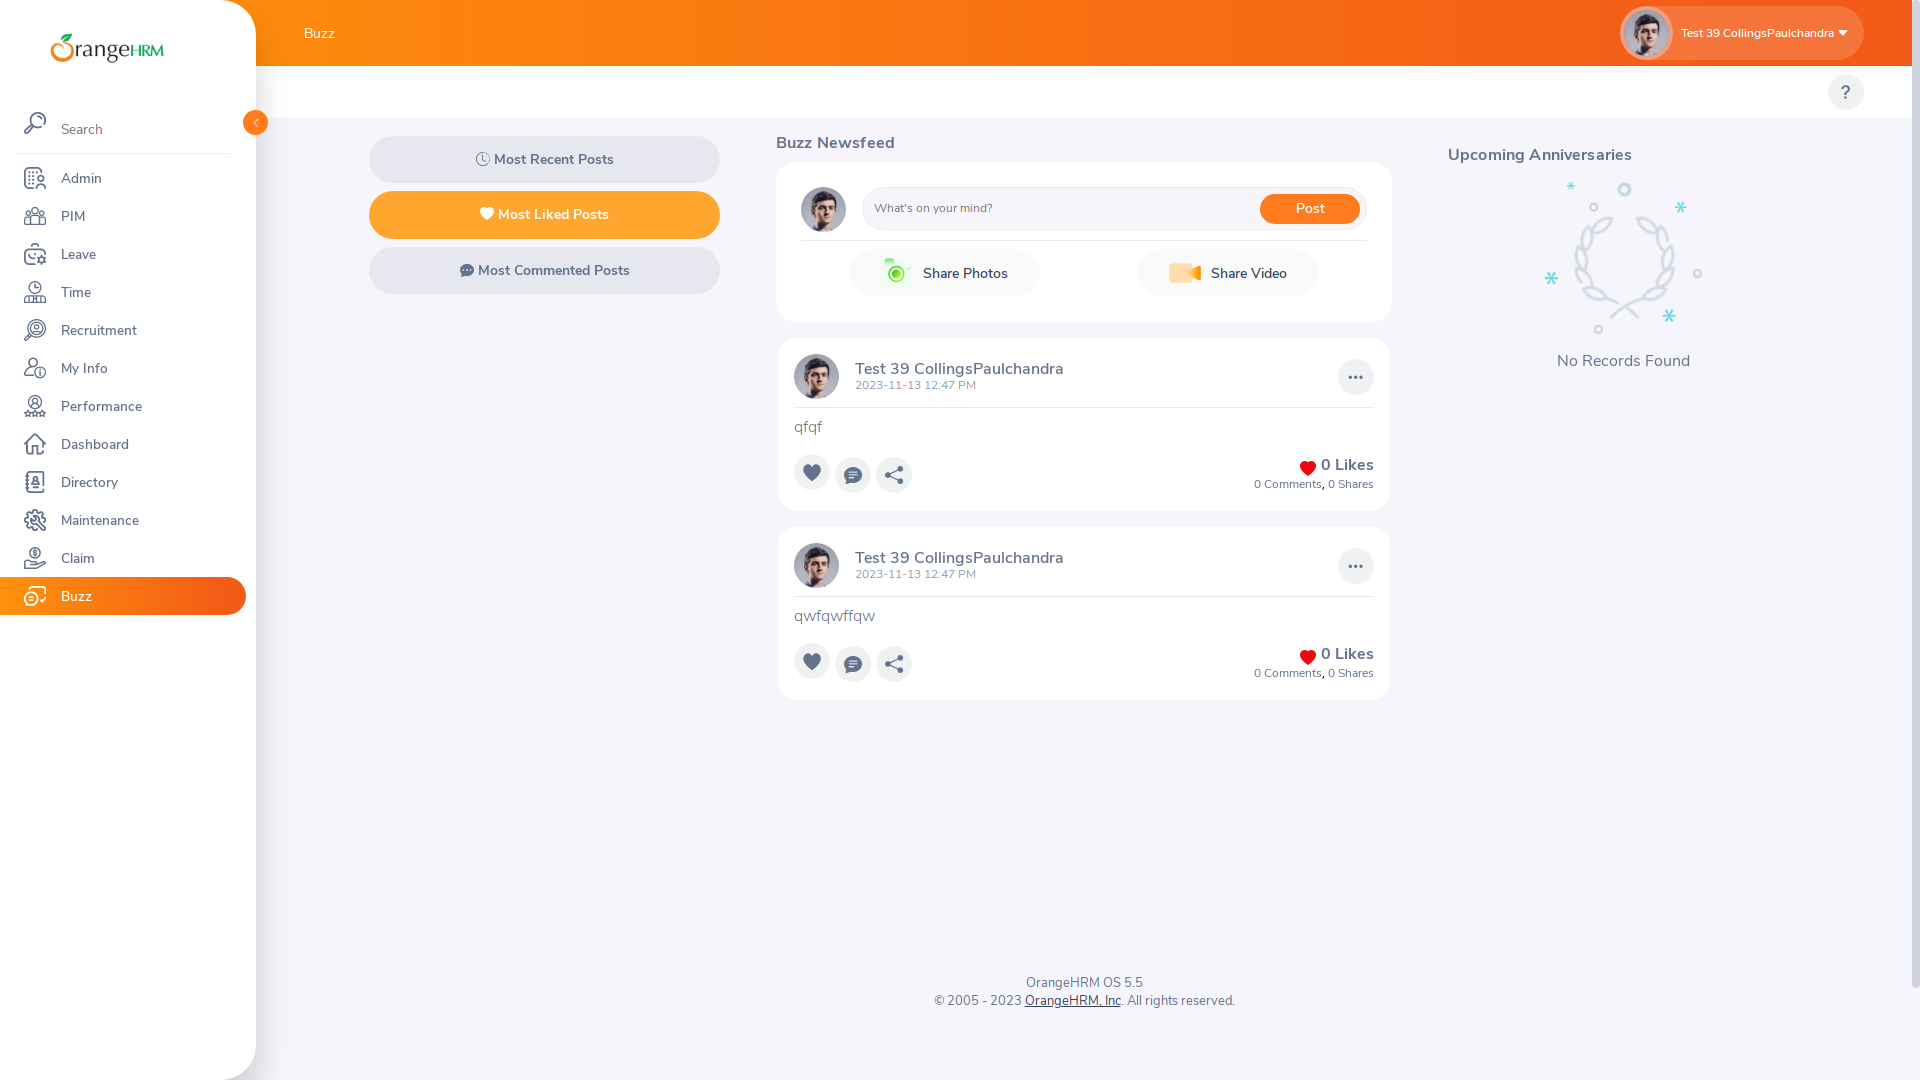 OrangeHRM
Search
Admin
PIM
Leave
Time
Recruitment
My Info
Performance
Dashboard
Directory
Maintenance
Claim
Buzz
Buzz
Test 39 CollingsPaulchandra
?
Most Recent Posts
Most Liked Posts
Most Commented Posts
Buzz Newsfeed
What's on your mind?
Post
Share Photos
Share Video
Test 39 CollingsPaulchandra
2023-11-13 12:47 PM
qfqf
0 Likes
0 Comments, 0 Shares
Test 39 CollingsPaulchandra
2023-11-13 12:47 PM
qwfqwffqw
0 Likes
0 Comments, 0 Shares
Upcoming Anniversaries
No Records Found
OrangeHRM OS 5.5
© 2005 - 2023 OrangeHRM, Inc. All rights reserved.